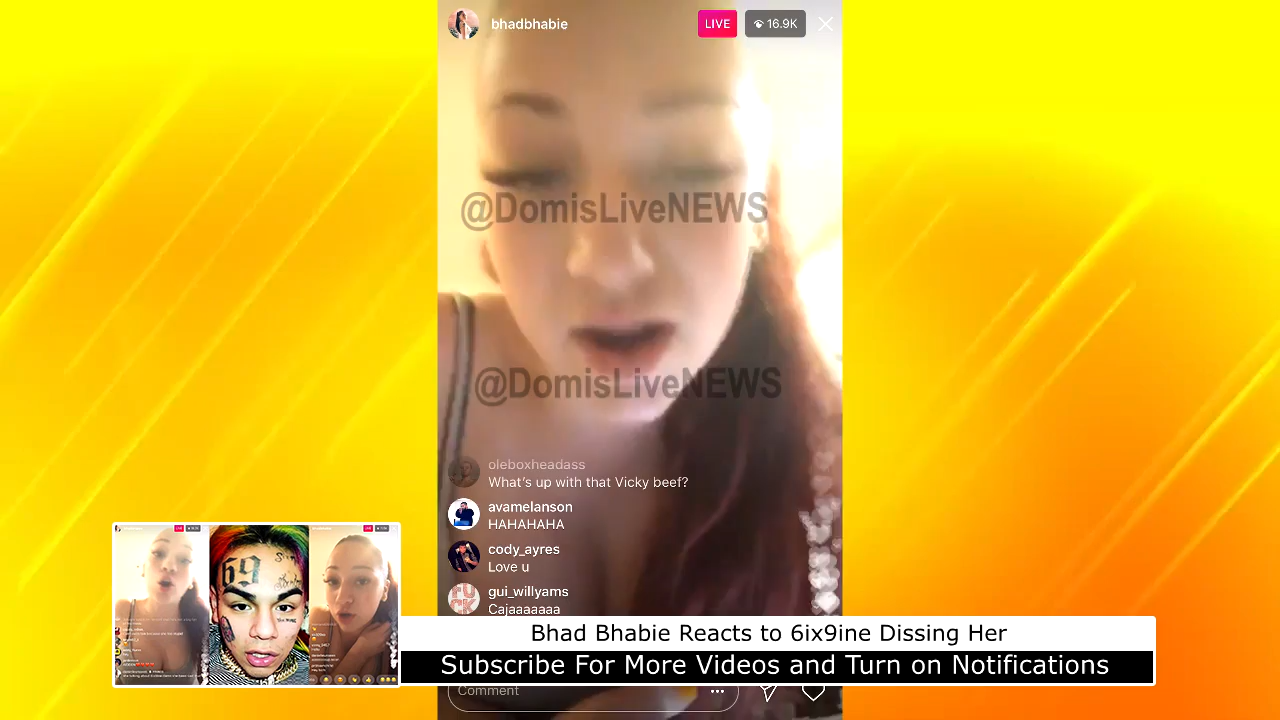 bhadbhabie
LIVE
16.9K
@DomisLiveNEWS
@DomisLiveNEWS
oleboxheadass
What's up with that Vicky beef?
avamelanson
HAHAHAHA
cody_ayres
Love u
gui_willyams
Cajaaaaaaa
69
Bhad Bhabie Reacts to 6ix9ine Dissing Her
Subscribe For More Videos and Turn on Notifications
Comment